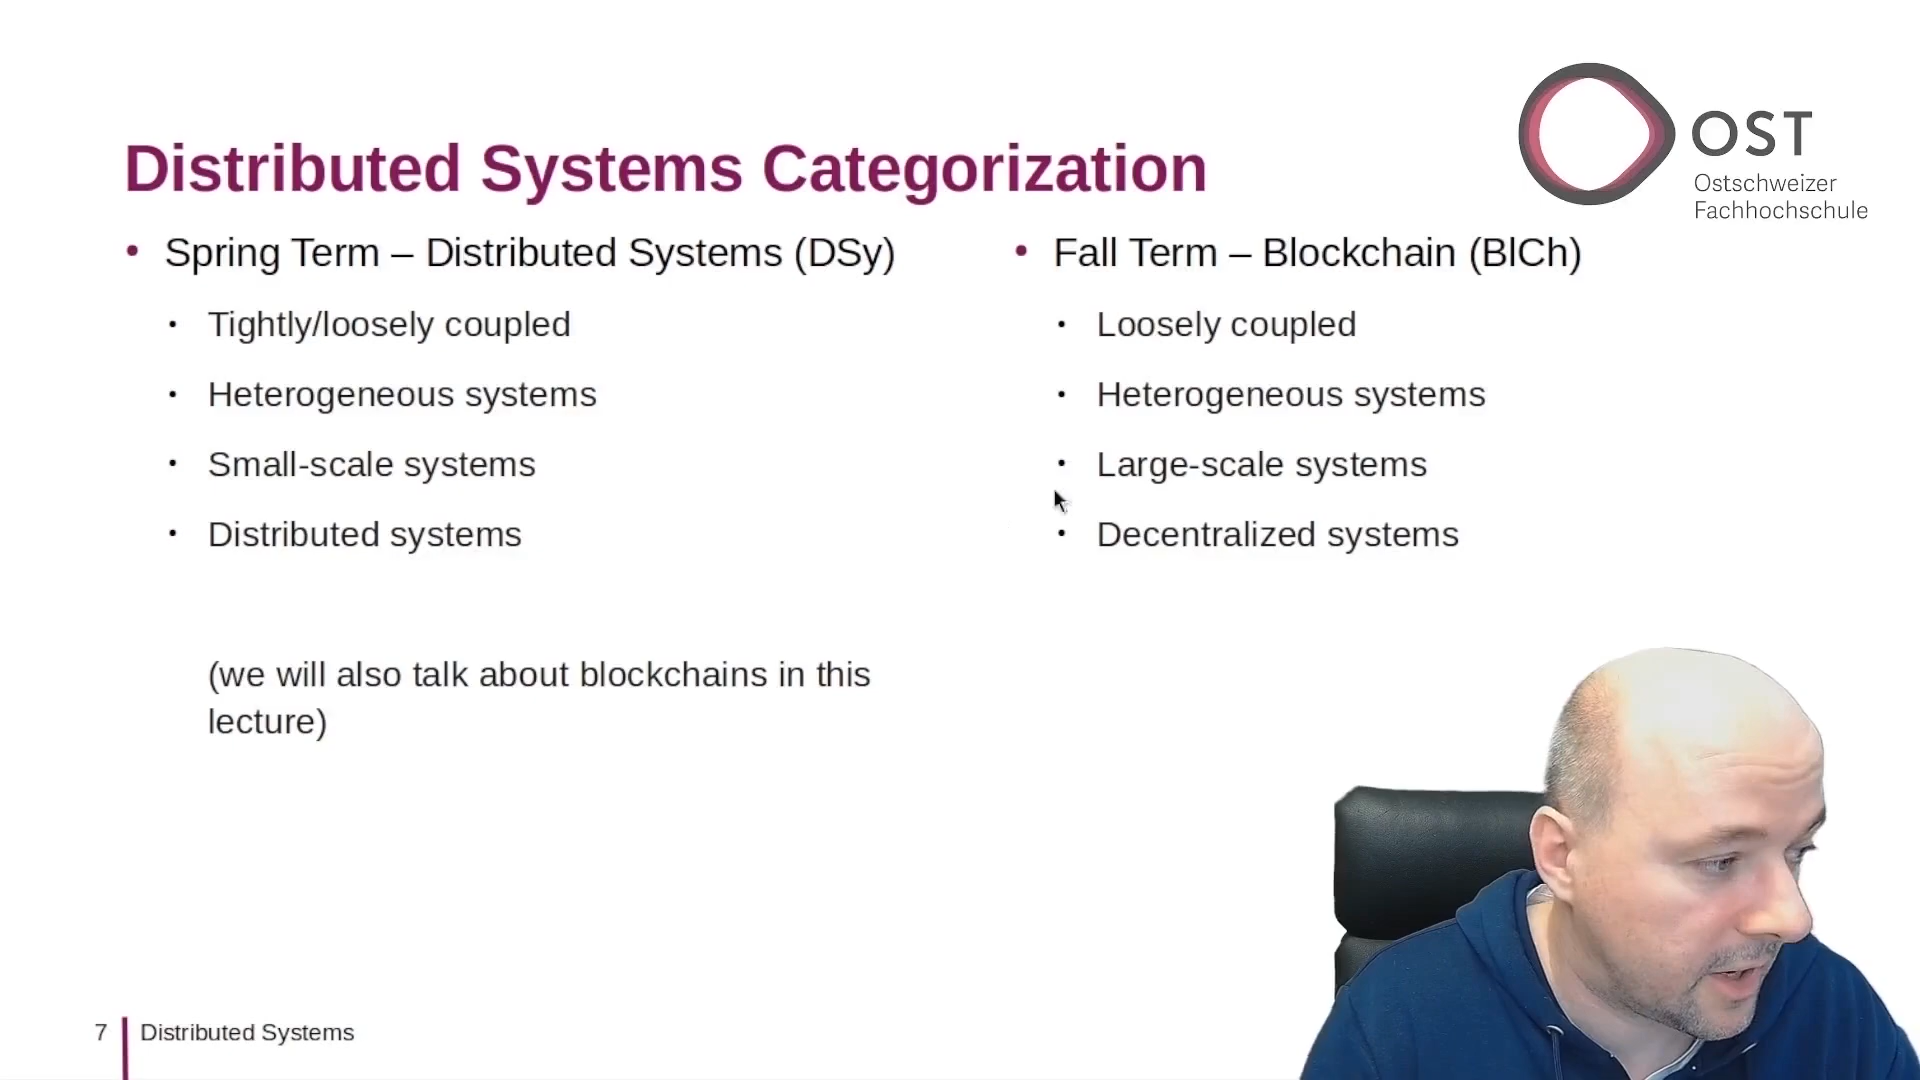 OST
Ostschweizer
Fachhochschule
Distributed Systems Categorization
• Spring Term – Distributed Systems (DSy)
· Tightly/loosely coupled
· Heterogeneous systems
· Small-scale systems
· Distributed systems
(we will also talk about blockchains in this
lecture)
• Fall Term – Blockchain (BlCh)
· Loosely coupled
· Heterogeneous systems
· Large-scale systems
· Decentralized systems
7 Distributed Systems